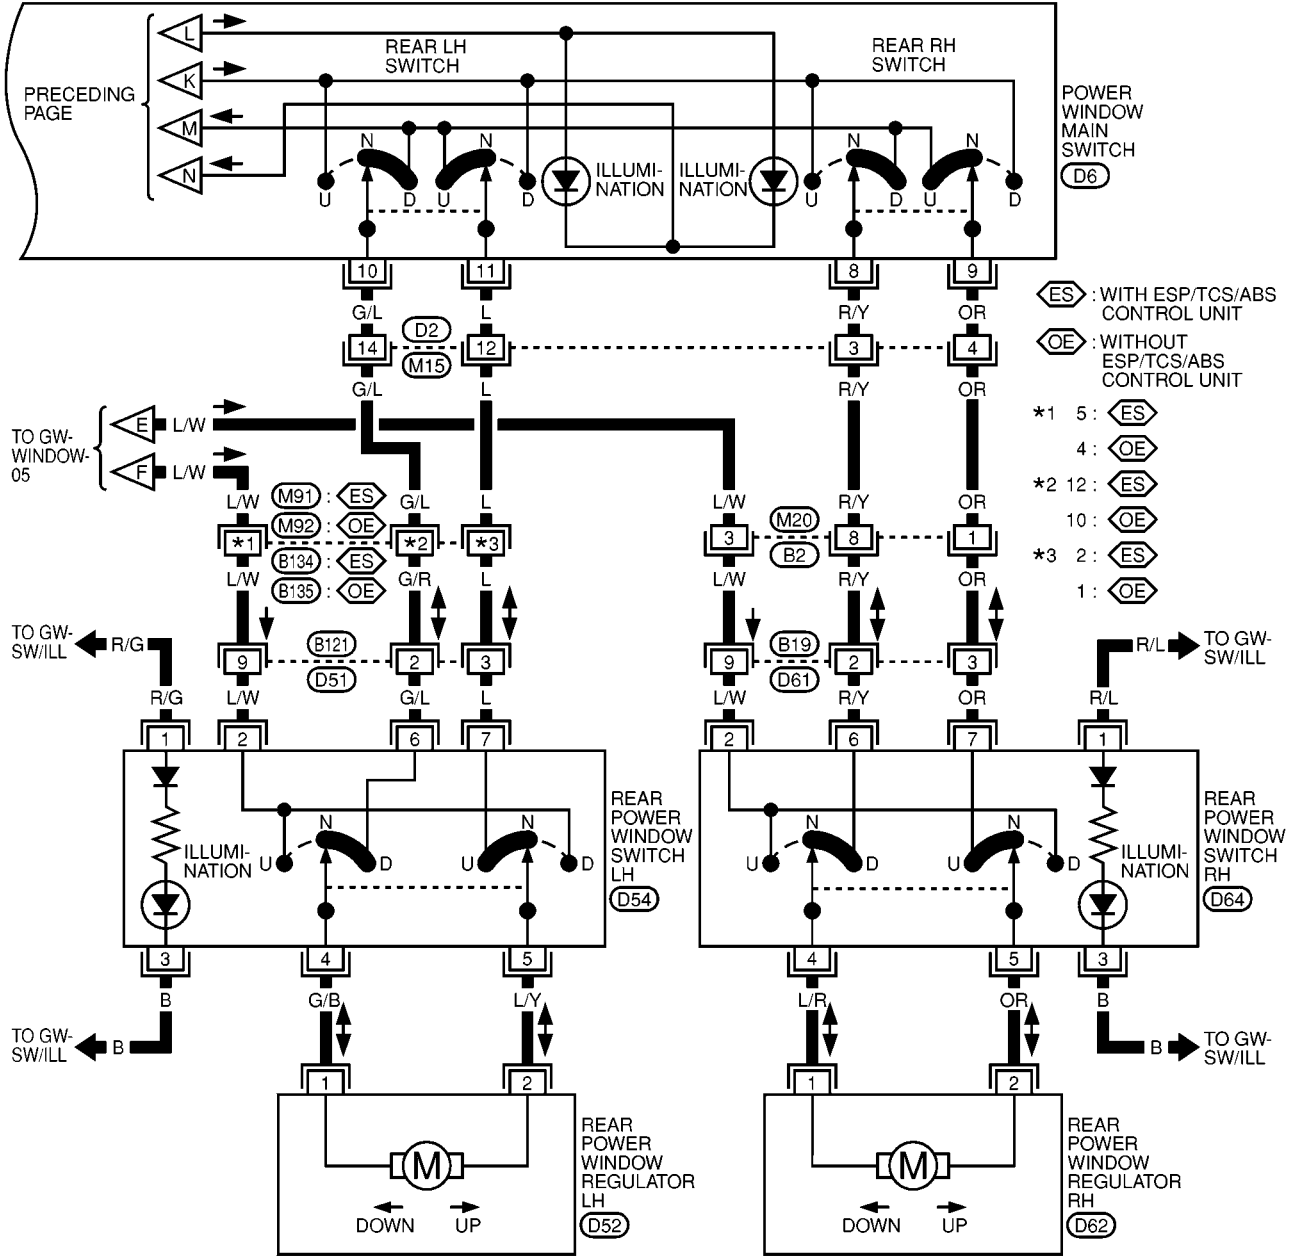 L
K
M
N
PRECEDING
PAGE
REAR LH
SWITCH
REAR RH
SWITCH
POWER
WINDOW
MAIN
SWITCH
D6
N N
N N
U D U D
U D U D
ILLUMI-
NATION
ILLUMI-
NATION
10 11 8 9
G/L L R/Y OR
D2
14 12 3 4
M15
G/L L R/Y OR
ES : WITH ESP/TCS/ABS
CONTROL UNIT
OE : WITHOUT
ESP/TCS/ABS
CONTROL UNIT
*1 5 : ES
4 : OE
*2 12 : ES
10 : OE
*3 2 : ES
1 : OE
TO GW-
WINDOW-
05
E L/W
F L/W
L/W G/L L L/W R/Y OR
M91 : ES
M92 : OE
*1 *2 *3
B134 : ES
B135 : OE
M20
3 8 1
B2
L/W G/R L L/W R/Y OR
TO GW-
SW/ILL
R/G
B121
9 2 3
D51
B19
9 2 3
D61
R/L
TO GW-
SW/ILL
R/G L/W G/L L L/W R/Y OR R/L
1 2 6 7 2 6 7 1
ILLUMI-
NATION
N N
U D U D
REAR
POWER
WINDOW
SWITCH
LH
D54
N N
U D U D
ILLUMI-
NATION
REAR
POWER
WINDOW
SWITCH
RH
D64
3 4 5 4 5 3
B G/B L/Y L/R OR B
TO GW-
SW/ILL
B
B
TO GW-
SW/ILL
1 2 1 2
M
DOWN UP
REAR
POWER
WINDOW
REGULATOR
LH
D52
M
DOWN UP
REAR
POWER
WINDOW
REGULATOR
RH
D62